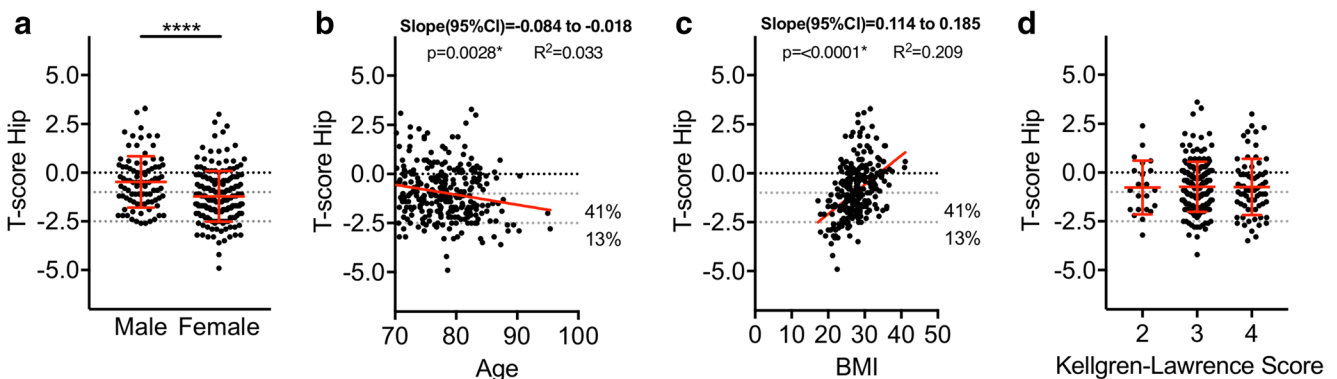 a
****
T-score Hip
5.0
2.5
0.0
-2.5
-5.0
Male Female
b
Slope(95%CI)=-0.084 to -0.018
p=0.0028* R²=0.033
T-score Hip
5.0
2.5
0.0
-2.5
-5.0
41%
13%
70 80 90 100
Age
c
Slope(95%CI)=0.114 to 0.185
p=<0.0001* R²=0.209
T-score Hip
5.0
2.5
0.0
-2.5
-5.0
41%
13%
0 10 20 30 40 50
BMI
d
T-score Hip
5.0
2.5
0.0
-2.5
-5.0
2 3 4
Kellgren-Lawrence Score